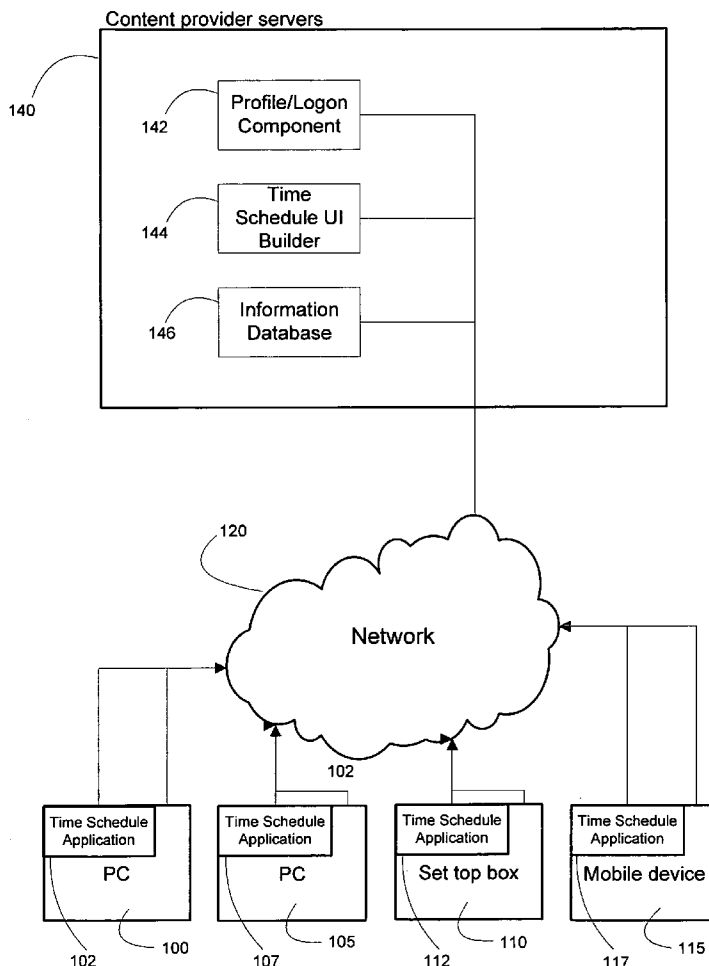 Content provider servers
140
142
Profile/Logon
Component
144
Time
Schedule UI
Builder
146
Information
Database
120
Network
102
Time Schedule
Application
PC
Time Schedule
Application
PC
Time Schedule
Application
Set top box
Time Schedule
Application
Mobile device
102
100
107
105
112
110
117
115